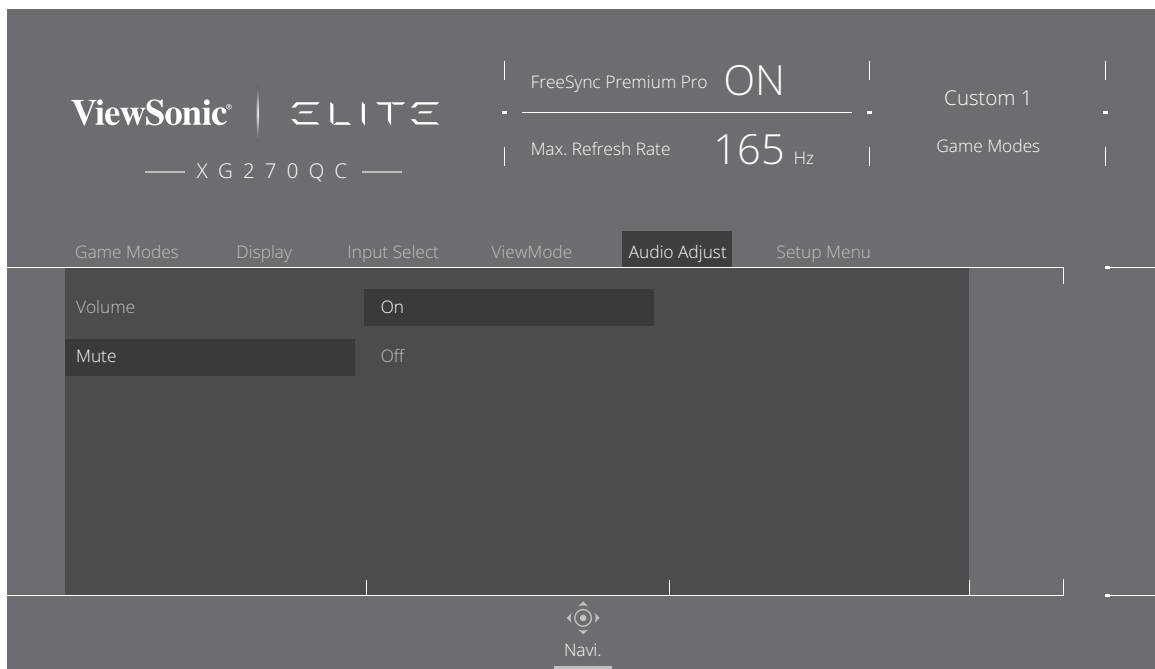 ViewSonic® ELITE
XG270QC
FreeSync Premium Pro ON
Max. Refresh Rate 165 Hz
Custom 1
Game Modes
Game Modes Display Input Select ViewMode Audio Adjust Setup Menu
Volume On
Mute Off
Navi.